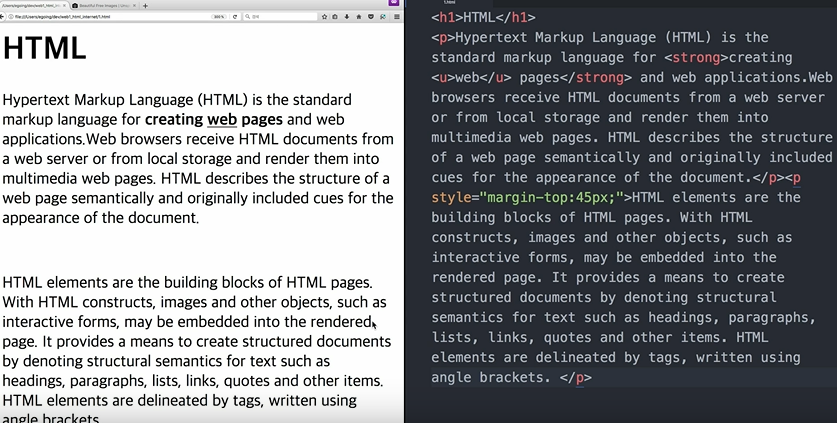 file:///Users/egoing/dev/web1_html_internet/1.html
HTML
Hypertext Markup Language (HTML) is the standard
markup language for creating web pages and web
applications.Web browsers receive HTML documents from
a web server or from local storage and render them into
multimedia web pages. HTML describes the structure of a
web page semantically and originally included cues for the
appearance of the document.
HTML elements are the building blocks of HTML pages.
With HTML constructs, images and other objects, such as
interactive forms, may be embedded into the rendered
page. It provides a means to create structured documents
by denoting structural semantics for text such as
headings, paragraphs, lists, links, quotes and other items.
HTML elements are delineated by tags, written using
angle brackets.
1.html
<h1>HTML</h1>
<p>Hypertext Markup Language (HTML) is the
standard markup language for <strong>creating
<u>web</u> pages</strong> and web applications.Web
browsers receive HTML documents from a web server
or from local storage and render them into
multimedia web pages. HTML describes the structure
of a web page semantically and originally included
cues for the appearance of the document.</p><p
style="margin-top:45px;">HTML elements are the
building blocks of HTML pages. With HTML
constructs, images and other objects, such as
interactive forms, may be embedded into the
rendered page. It provides a means to create
structured documents by denoting structural
semantics for text such as headings, paragraphs,
lists, links, quotes and other items. HTML
elements are delineated by tags, written using
angle brackets. </p>